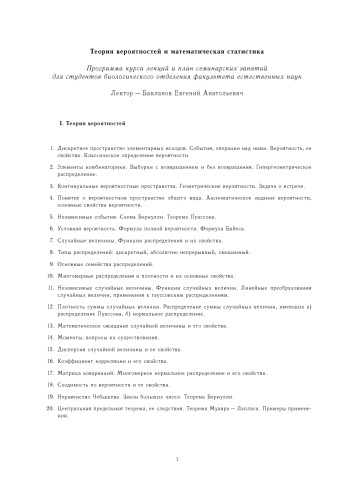 Теория вероятностей и математическая статистика
Программа курса лекций и план семинарских занятий
для студентов биологического отделения факультета естественных наук
Лектор — Бакланов Евгений Анатольевич
I. Теория вероятностей
1. Дискретное пространство элементарных исходов. События, операции над ними. Вероятность, ее
свойства. Классическое определение вероятности.
2. Элементы комбинаторики. Выборки с возвращением и без возвращения. Гипергеометрическое
распределение.
3. Континуальные вероятностные пространства. Геометрическая вероятность. Задача о встрече.
4. Понятие о вероятностном пространстве общего вида. Аксиоматическое задание вероятности,
основные свойства вероятности.
5. Независимые события. Схема Бернулли. Теорема Пуассона.
6. Условная вероятность. Формула полной вероятности. Формула Байеса.
7. Случайные величины. Функция распределения и их свойства.
8. Типы распределений: дискретный, абсолютно непрерывный, смешанный.
9. Основные семейства распределений.
10. Многомерные распределения и плотности и их основные свойства.
11. Независимые случайные величины. Функции случайных величин. Линейные преобразования
случайных величин, применения к гауссовским распределениям.
12. Плотность суммы случайных величин. Распределение суммы случайных величин, имеющих а)
распределение Пуассона, б) нормальное распределение.
13. Математическое ожидание случайной величины и его свойства.
14. Моменты, вопросы их существования.
15. Дисперсия случайной величины и ее свойства.
16. Коэффициент корреляции и его свойства.
17. Матрица ковариаций. Многомерное нормальное распределение и его свойства.
18. Сходимость по вероятности и ее свойства.
19. Неравенство Чебышева. Закон больших чисел. Теорема Бернулли.
20. Центральная предельная теорема, ее следствия. Теорема Муавра — Лапласа. Примеры примене-
ния.
1